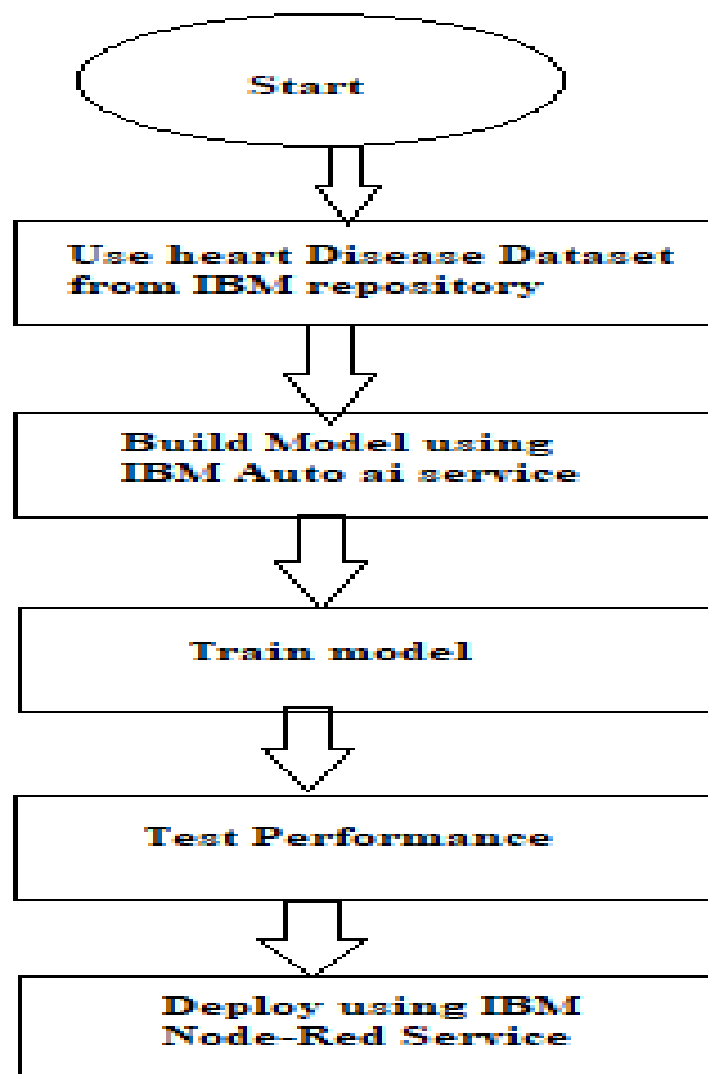 Start
Use heart Disease Dataset
from IBM repository
Build Model using
IBM Auto ai service
Train model
Test Performance
Deploy using IBM
Node-Red Service